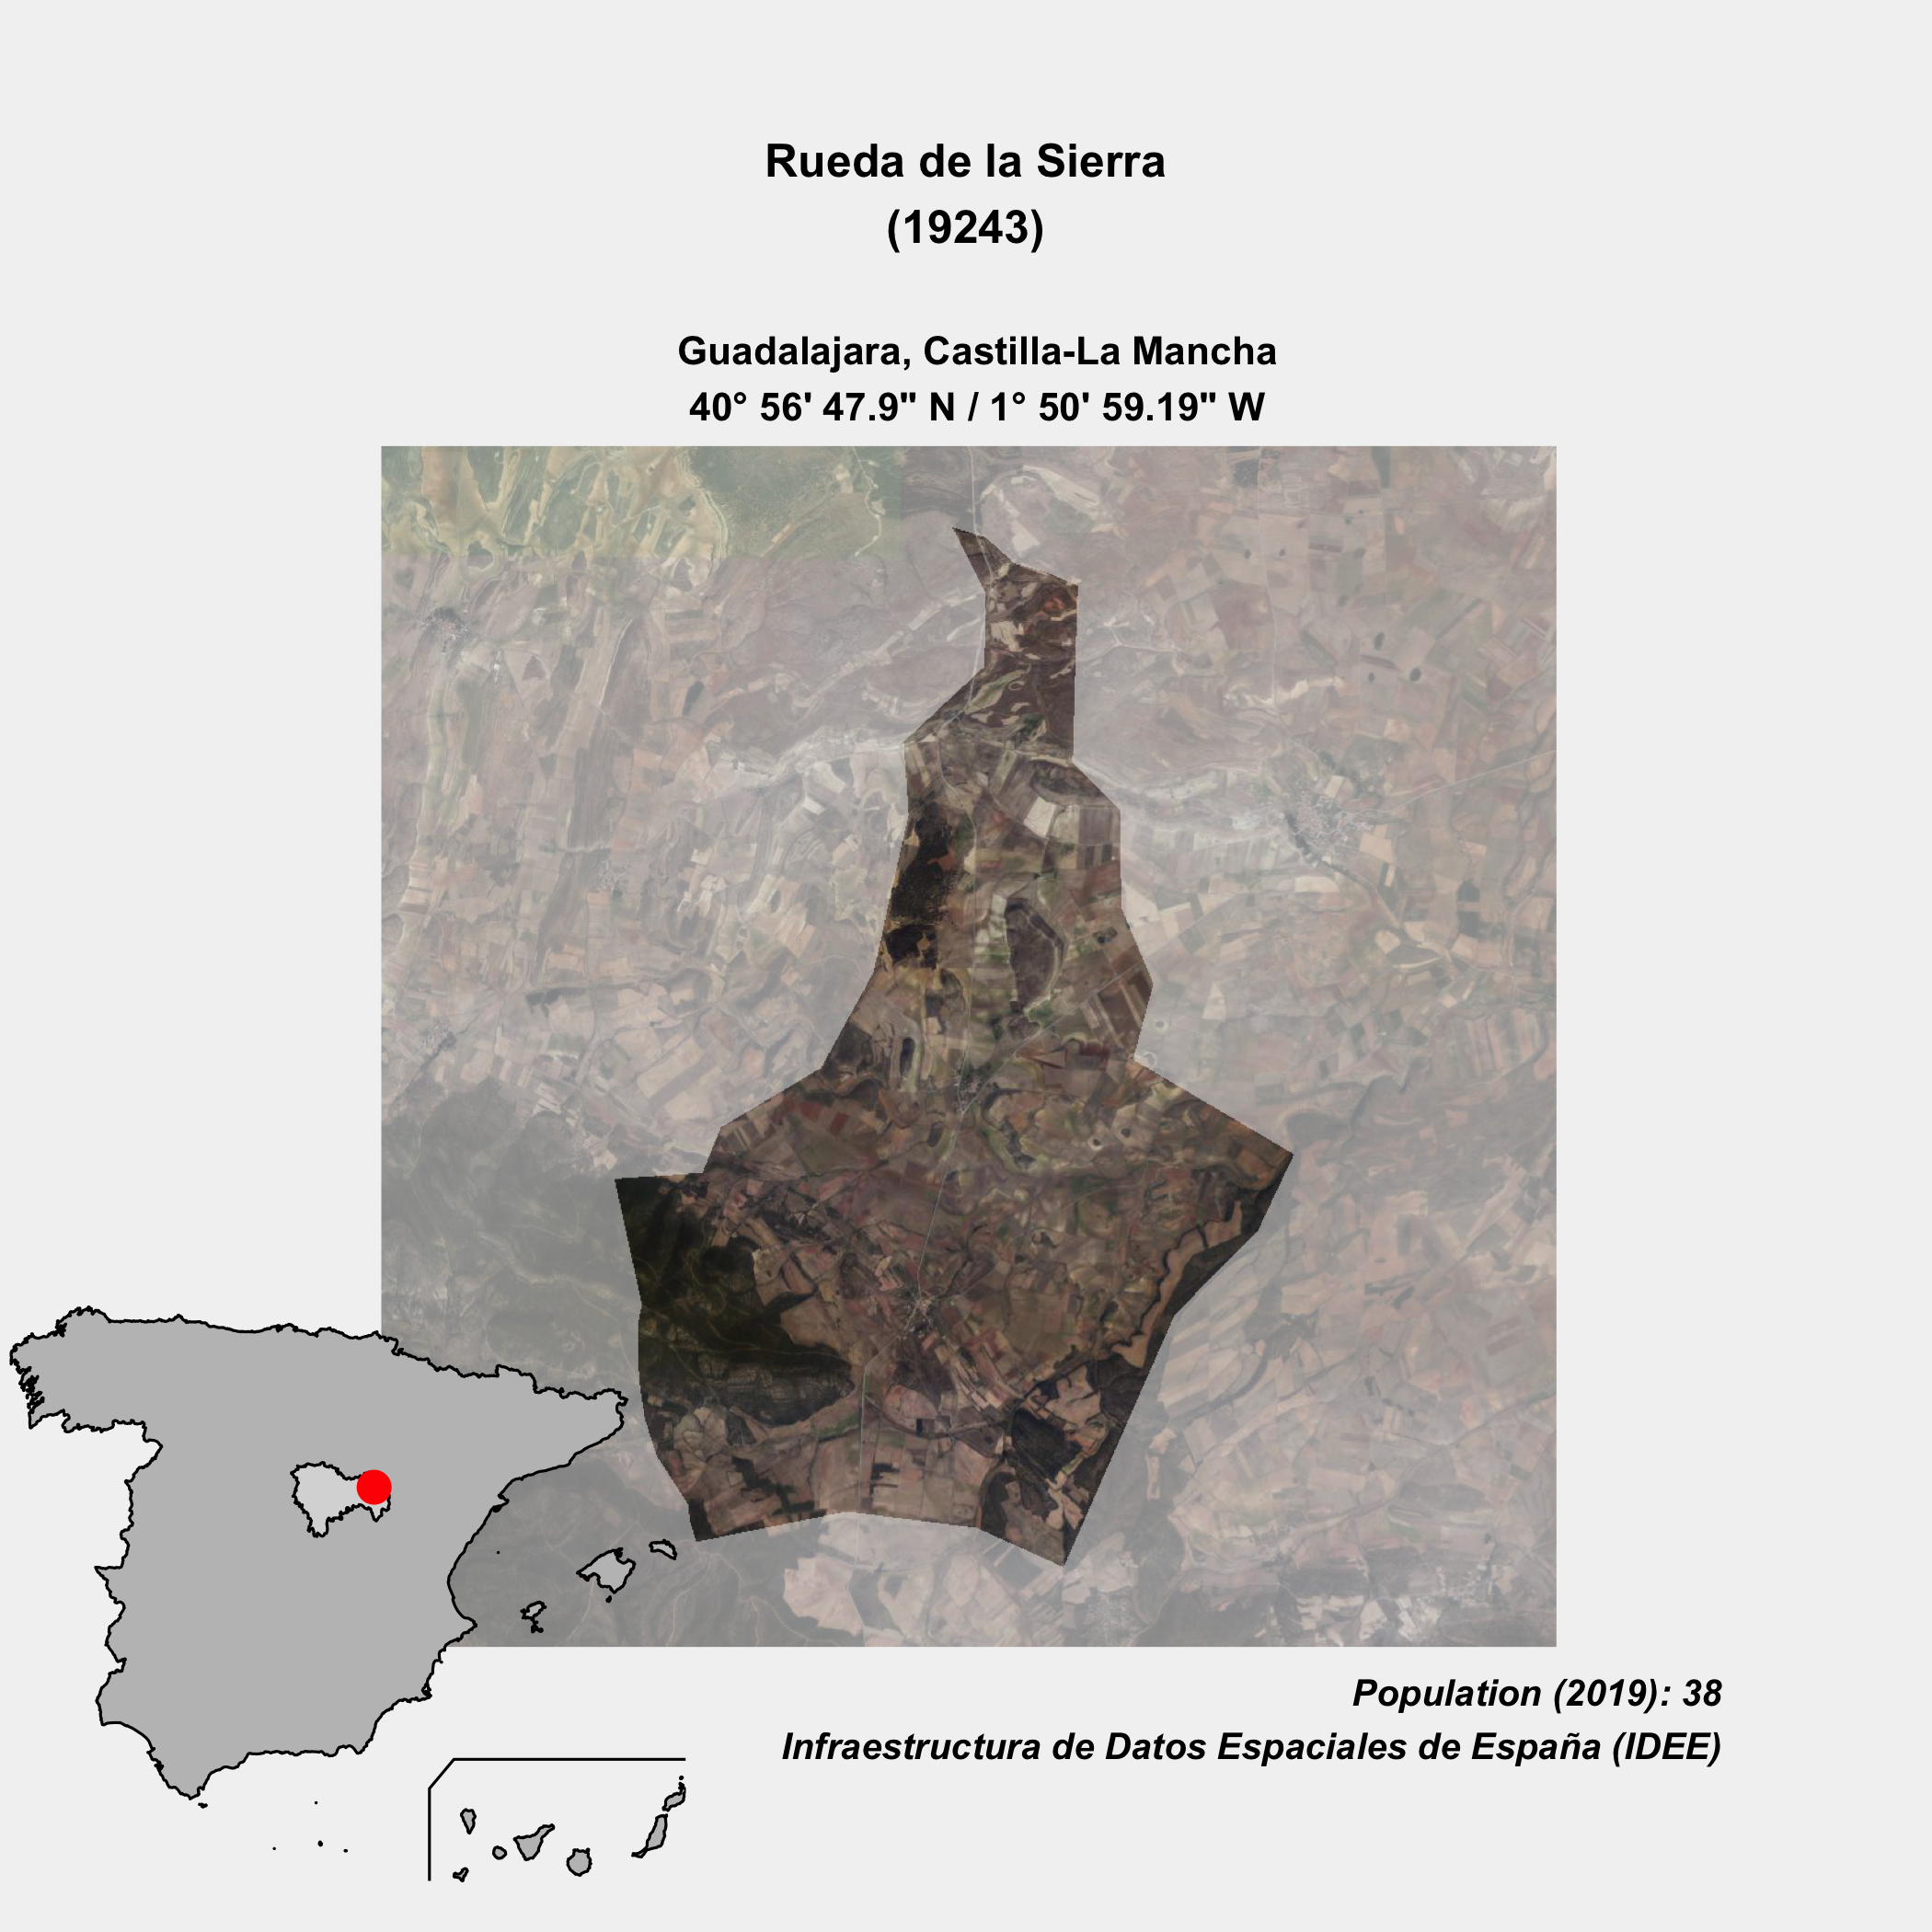 Rueda de la Sierra
(19243)
Guadalajara, Castilla-La Mancha
40° 56' 47.9" N / 1° 50' 59.19" W
Population (2019): 38
Infraestructura de Datos Espaciales de España (IDEE)